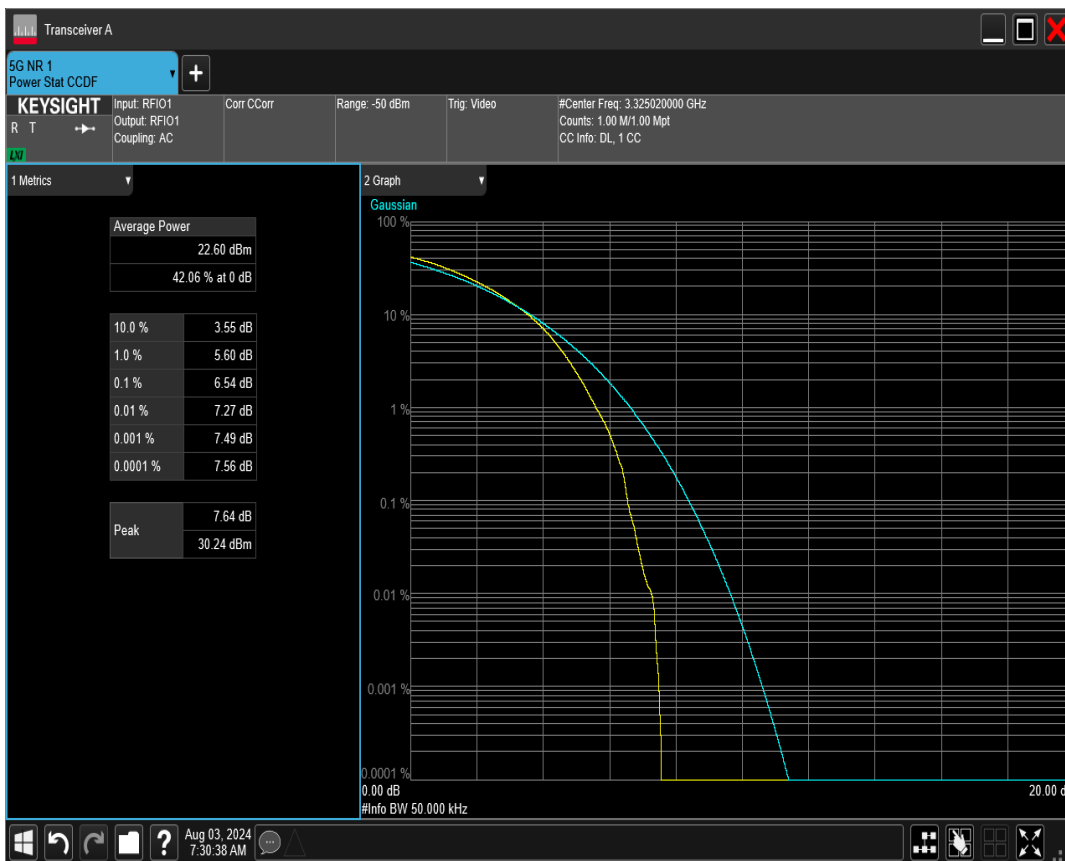 Transceiver A
5G NR 1
Power Stat CCDF
KEYSIGHT
R T
LXI
Input: RFIO1
Output: RFIO1
Coupling: AC
Corr CCorr
Range: -50 dBm
Trig: Video
#Center Freq: 3.325020000 GHz
Counts: 1.00 M/1.00 Mpt
CC Info: DL, 1 CC
1 Metrics
Average Power
22.60 dBm
42.06 % at 0 dB
10.0 % 3.55 dB
1.0 % 5.60 dB
0.1 % 6.54 dB
0.01 % 7.27 dB
0.001 % 7.49 dB
0.0001 % 7.56 dB
Peak
7.64 dB
30.24 dBm
2 Graph
Gaussian
100 %
10 %
1 %
0.1 %
0.01 %
0.001 %
0.0001 %
0.00 dB 20.00 d
#Info BW 50.000 kHz
?
Aug 03, 2024
7:30:38 AM